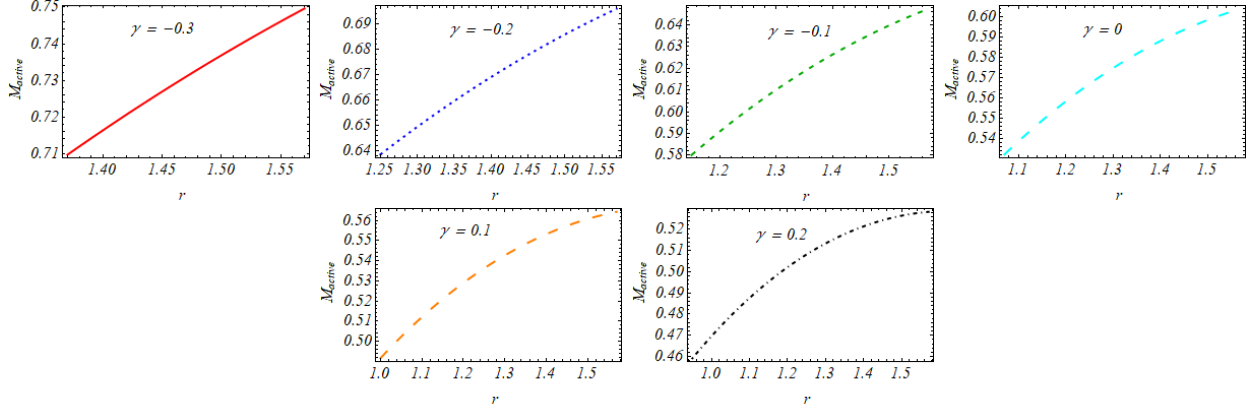 γ = −0.3
M_active
0.75
0.74
0.73
0.72
0.71
1.40 1.45 1.50 1.55
r
γ = −0.2
M_active
0.69
0.68
0.67
0.66
0.65
0.64
1.25 1.30 1.35 1.40 1.45 1.50 1.55
r
γ = −0.1
M_active
0.64
0.63
0.62
0.61
0.60
0.59
0.58
1.2 1.3 1.4 1.5
r
γ = 0
M_active
0.60
0.59
0.58
0.57
0.56
0.55
0.54
1.1 1.2 1.3 1.4 1.5
r
γ = 0.1
M_active
0.56
0.55
0.54
0.53
0.52
0.51
0.50
1.0 1.1 1.2 1.3 1.4 1.5
r
γ = 0.2
M_active
0.52
0.51
0.50
0.49
0.48
0.47
0.46
1.0 1.1 1.2 1.3 1.4 1.5
r